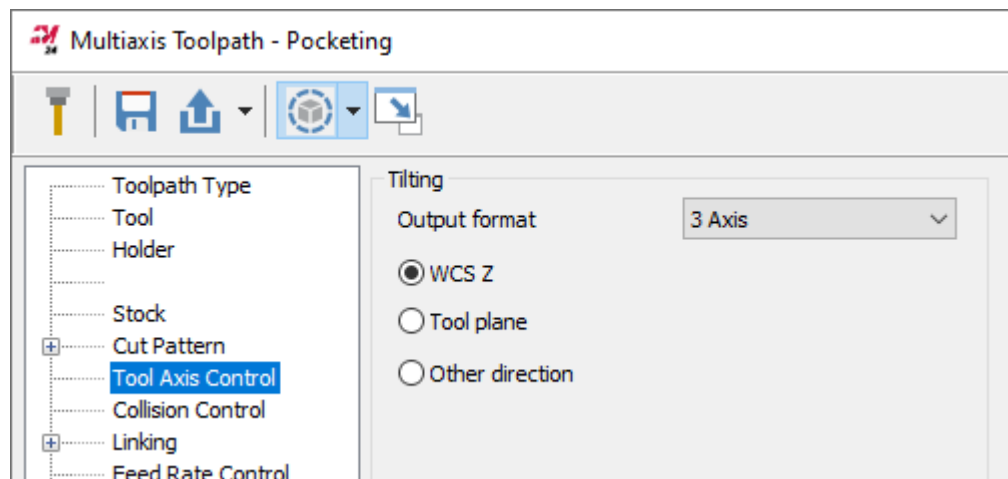 Multiaxis Toolpath - Pocketing
Toolpath Type
Tool
Holder
Stock
Cut Pattern
Tool Axis Control
Collision Control
Linking
Feed Rate Control
Tilting
Output format 3 Axis
WCS Z
Tool plane
Other direction